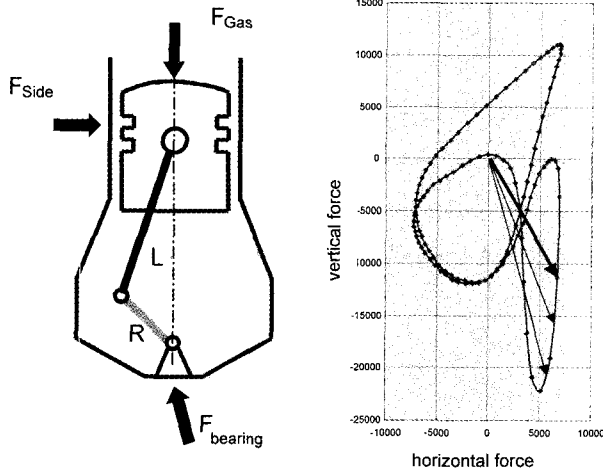 F_Gas
F_Side
L
R
F_bearing
15000
10000
5000
0
-5000
-10000
-15000
-20000
-25000
vertical force
-10000 -5000 0 5000 10000
horizontal force